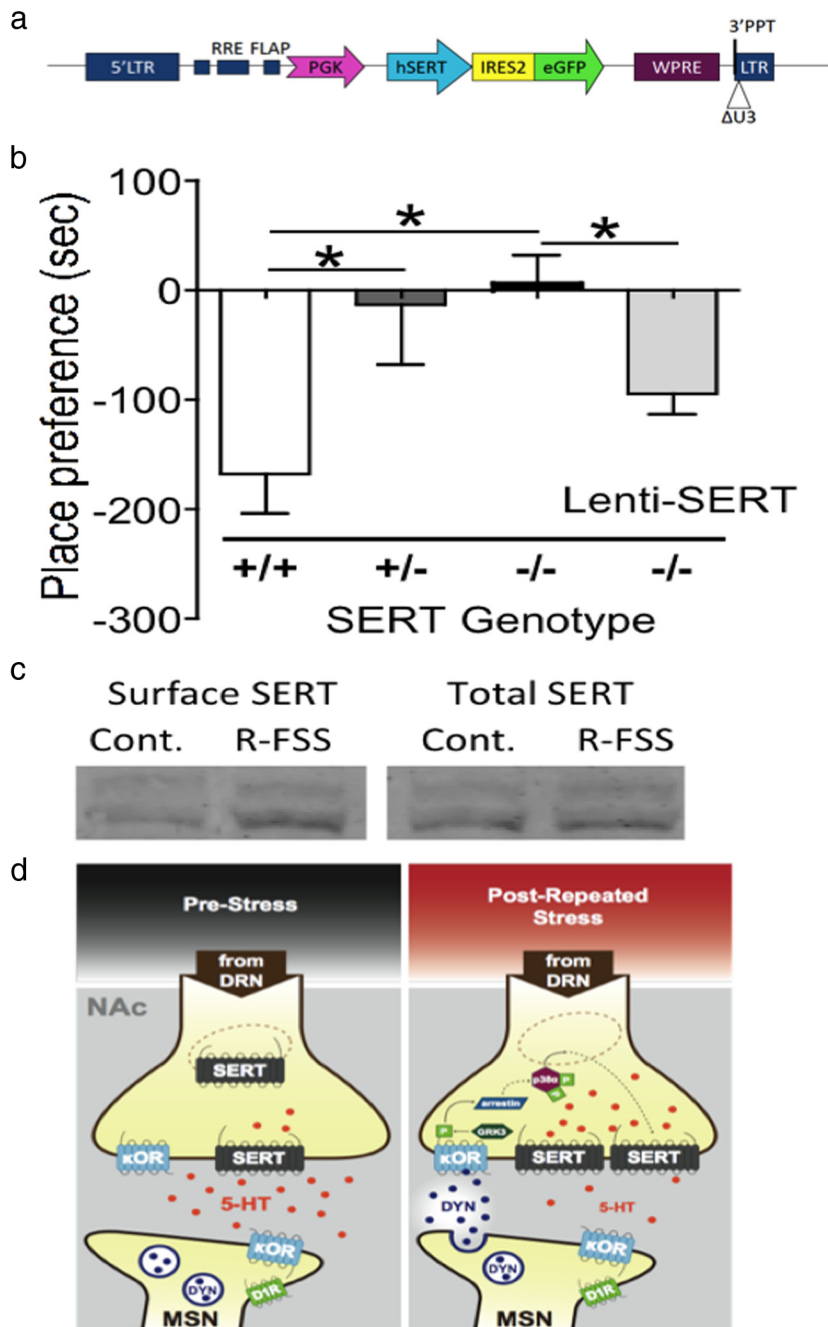 a
3'PPT
RRE FLAP
5'LTR
PGK
hSERT
IRES2
eGFP
WPRE
LTR
ΔU3
b
Place preference (sec)
100
0
-100
-200
-300
*
*
*
Lenti-SERT
+/+ +/- -/- -/-
SERT Genotype
c
Surface SERT Total SERT
Cont. R-FSS Cont. R-FSS
d
Pre-Stress
from
DRN
NAc
SERT
κOR
SERT
5-HT
κOR
DYN
D1R
MSN
Post-Repeated
Stress
from
DRN
p38α
P
P
arrestin
P
GRK3
κOR
SERT
SERT
DYN
5-HT
κOR
DYN
D1R
MSN